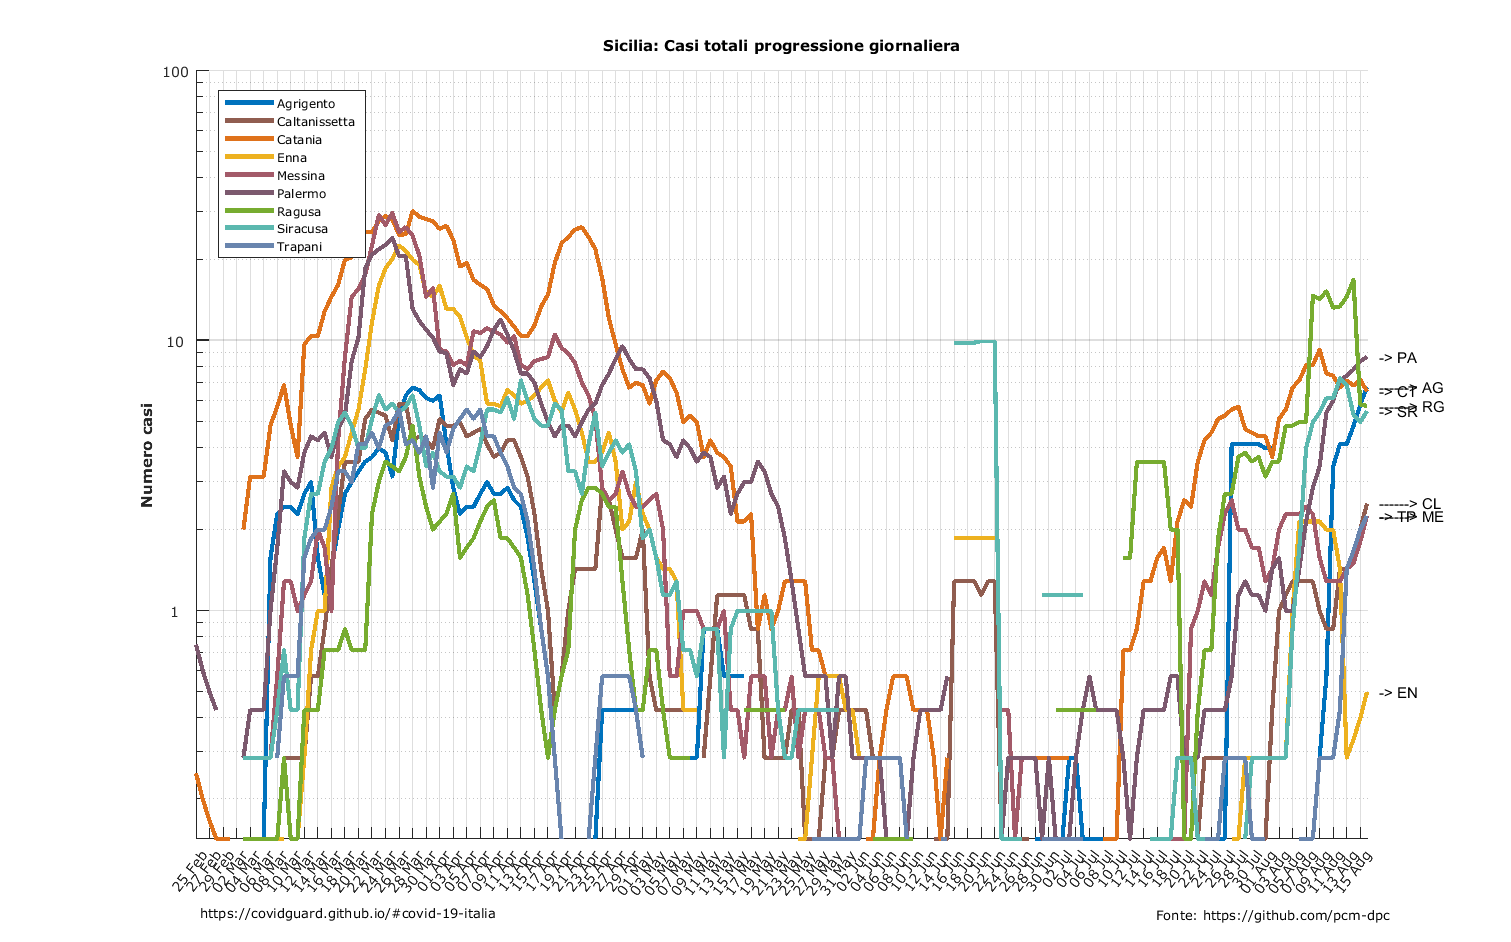 Sicilia: Casi totali progressione giornaliera
100
10
1
Numero casi
Agrigento
Caltanissetta
Catania
Enna
Messina
Palermo
Ragusa
Siracusa
Trapani
-> PA
-----> AG
-> CT
-----> RG
-> SR
------> CL
-> TP
-----> ME
-> EN
25 Feb
27 Feb
29 Feb
02 Mar
04 Mar
06 Mar
08 Mar
10 Mar
12 Mar
14 Mar
16 Mar
18 Mar
20 Mar
22 Mar
24 Mar
26 Mar
28 Mar
30 Mar
01 Apr
03 Apr
05 Apr
07 Apr
09 Apr
11 Apr
13 Apr
15 Apr
17 Apr
19 Apr
21 Apr
23 Apr
25 Apr
27 Apr
29 Apr
01 May
03 May
05 May
07 May
09 May
11 May
13 May
15 May
17 May
19 May
21 May
23 May
25 May
27 May
29 May
31 May
02 Jun
04 Jun
06 Jun
08 Jun
10 Jun
12 Jun
14 Jun
16 Jun
18 Jun
20 Jun
22 Jun
24 Jun
26 Jun
28 Jun
30 Jun
02 Jul
04 Jul
06 Jul
08 Jul
10 Jul
12 Jul
14 Jul
16 Jul
18 Jul
20 Jul
22 Jul
24 Jul
26 Jul
28 Jul
30 Jul
01 Aug
03 Aug
05 Aug
07 Aug
09 Aug
11 Aug
13 Aug
15 Aug
https://covidguard.github.io/#covid-19-italia
Fonte: https://github.com/pcm-dpc